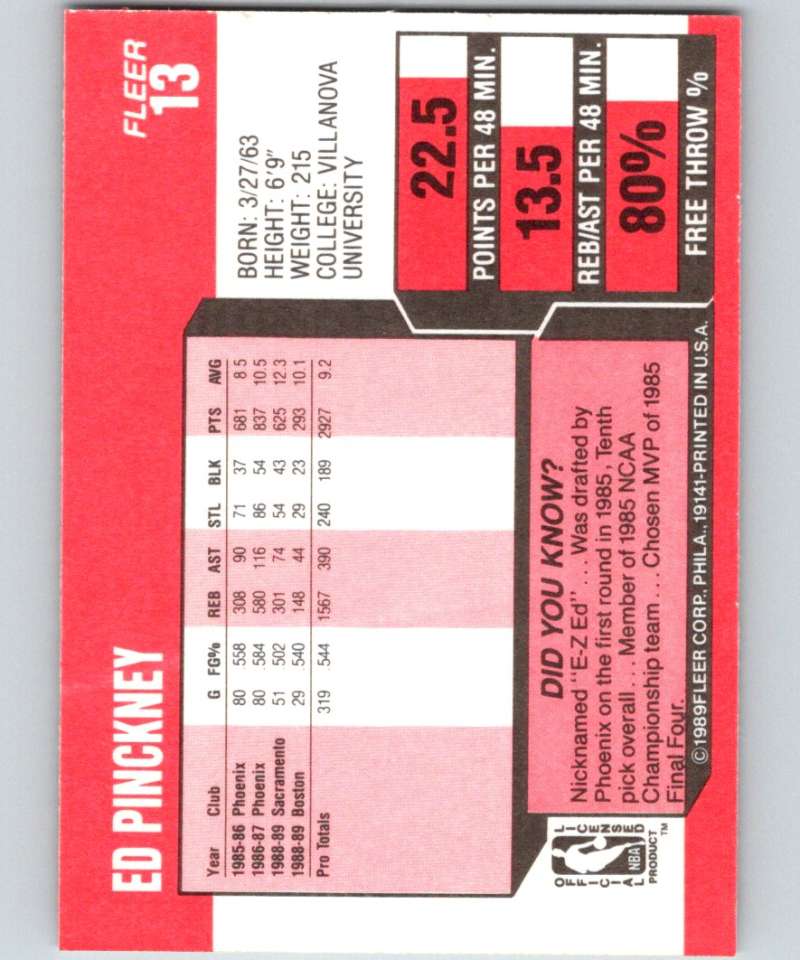 FLEER
13
ED PINCKNEY
BORN: 3/27/63
HEIGHT: 6'9"
WEIGHT: 215
COLLEGE: VILLANOVA
UNIVERSITY
Year Club G FG% REB AST STL BLK PTS AVG
1985-86 Phoenix 80 .558 308 90 71 37 681 8.5
1986-87 Phoenix 80 .584 580 116 86 54 837 10.5
1988-89 Sacramento 51 .502 301 74 54 43 625 12.3
1988-89 Boston 29 .540 148 44 29 23 293 10.1
Pro Totals 319 .544 1567 390 240 189 2927 9.2
22.5
POINTS PER 48 MIN.
13.5
REB/AST PER 48 MIN.
80%
FREE THROW %
DID YOU KNOW?
Nicknamed "E-Z Ed" ... Was drafted by
Phoenix on the first round in 1985, Tenth
pick overall ... Member of 1985 NCAA
Championship team ... Chosen MVP of 1985
Final Four.
©1989 FLEER CORP., PHILA., 19141-PRINTED IN U.S.A.
OFFICIAL LICENSED
NBA
PRODUCT™